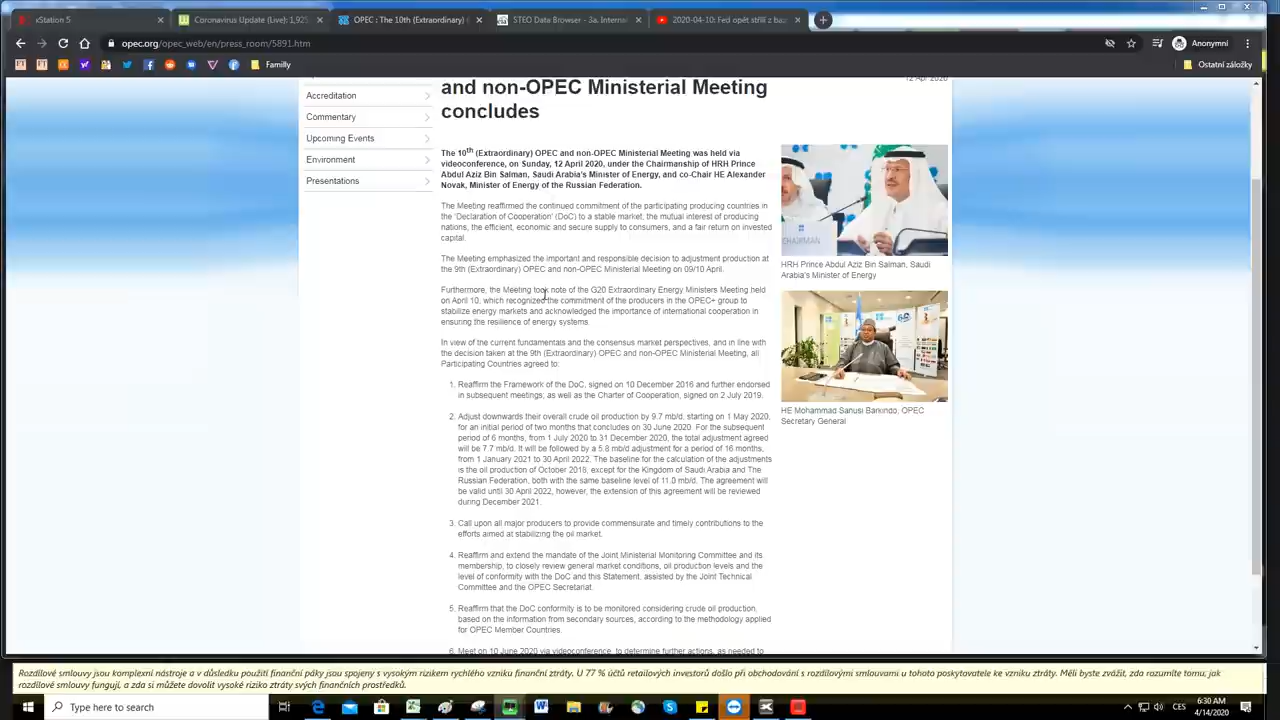 xStation 5
Coronavirus Update (Live): 1,925
OPEC : The 10th (Extraordinary)
STEO Data Browser - 3a. Interna
2020-04-10: Fed opět střílí z baz
opec.org/opec_web/en/press_room/5891.htm
Anonymní
Familly
Ostatní záložky
12 Apr 2020
and non-OPEC Ministerial Meeting
concludes
Accreditation
Commentary
Upcoming Events
Environment
Presentations
The 10th (Extraordinary) OPEC and non-OPEC Ministerial Meeting was held via
videoconference, on Sunday, 12 April 2020, under the Chairmanship of HRH Prince
Abdul Aziz Bin Salman, Saudi Arabia's Minister of Energy, and co-Chair HE Alexander
Novak, Minister of Energy of the Russian Federation.
The Meeting reaffirmed the continued commitment of the participating producing countries in
the 'Declaration of Cooperation' (DoC) to a stable market, the mutual interest of producing
nations, the efficient, economic and secure supply to consumers, and a fair return on invested
capital.
The Meeting emphasized the important and responsible decision to adjustment production at
the 9th (Extraordinary) OPEC and non-OPEC Ministerial Meeting on 09/10 April.
Furthermore, the Meeting took note of the G20 Extraordinary Energy Ministers Meeting held
on April 10, which recognized the commitment of the producers in the OPEC+ group to
stabilize energy markets and acknowledged the importance of international cooperation in
ensuring the resilience of energy systems.
In view of the current fundamentals and the consensus market perspectives, and in line with
the decision taken at the 9th (Extraordinary) OPEC and non-OPEC Ministerial Meeting, all
Participating Countries agreed to:
1. Reaffirm the Framework of the DoC, signed on 10 December 2016 and further endorsed
in subsequent meetings; as well as the Charter of Cooperation, signed on 2 July 2019.
2. Adjust downwards their overall crude oil production by 9.7 mb/d, starting on 1 May 2020,
for an initial period of two months that concludes on 30 June 2020. For the subsequent
period of 6 months, from 1 July 2020 to 31 December 2020, the total adjustment agreed
will be 7.7 mb/d. It will be followed by a 5.8 mb/d adjustment for a period of 16 months,
from 1 January 2021 to 30 April 2022. The baseline for the calculation of the adjustments
is the oil production of October 2018, except for the Kingdom of Saudi Arabia and The
Russian Federation, both with the same baseline level of 11.0 mb/d. The agreement will
be valid until 30 April 2022, however, the extension of this agreement will be reviewed
during December 2021.
3. Call upon all major producers to provide commensurate and timely contributions to the
efforts aimed at stabilizing the oil market.
4. Reaffirm and extend the mandate of the Joint Ministerial Monitoring Committee and its
membership, to closely review general market conditions, oil production levels and the
level of conformity with the DoC and this Statement, assisted by the Joint Technical
Committee and the OPEC Secretariat.
5. Reaffirm that the DoC conformity is to be monitored considering crude oil production,
based on the information from secondary sources, according to the methodology applied
for OPEC Member Countries.
6. Meet on 10 June 2020 via videoconference, to determine further actions, as needed to
CHAIRMAN
HRH Prince Abdul Aziz Bin Salman, Saudi
Arabia's Minister of Energy
HE Mohammad Sanusi Barkindo, OPEC
Secretary General
Rozdílové smlouvy jsou komplexní nástroje a v důsledku použití finanční páky jsou spojeny s vysokým rizikem rychlého vzniku finanční ztráty. U 77 % účtů retailových investorů došlo při obchodování s rozdílovými smlouvami u tohoto poskytovatele ke vzniku ztráty. Měli byste zvážit, zda rozumíte tomu, jak
rozdílové smlouvy fungují, a zda si můžete dovolit vysoké riziko ztráty svých finančních prostředků.
Type here to search
CES
6:30 AM
4/14/2020